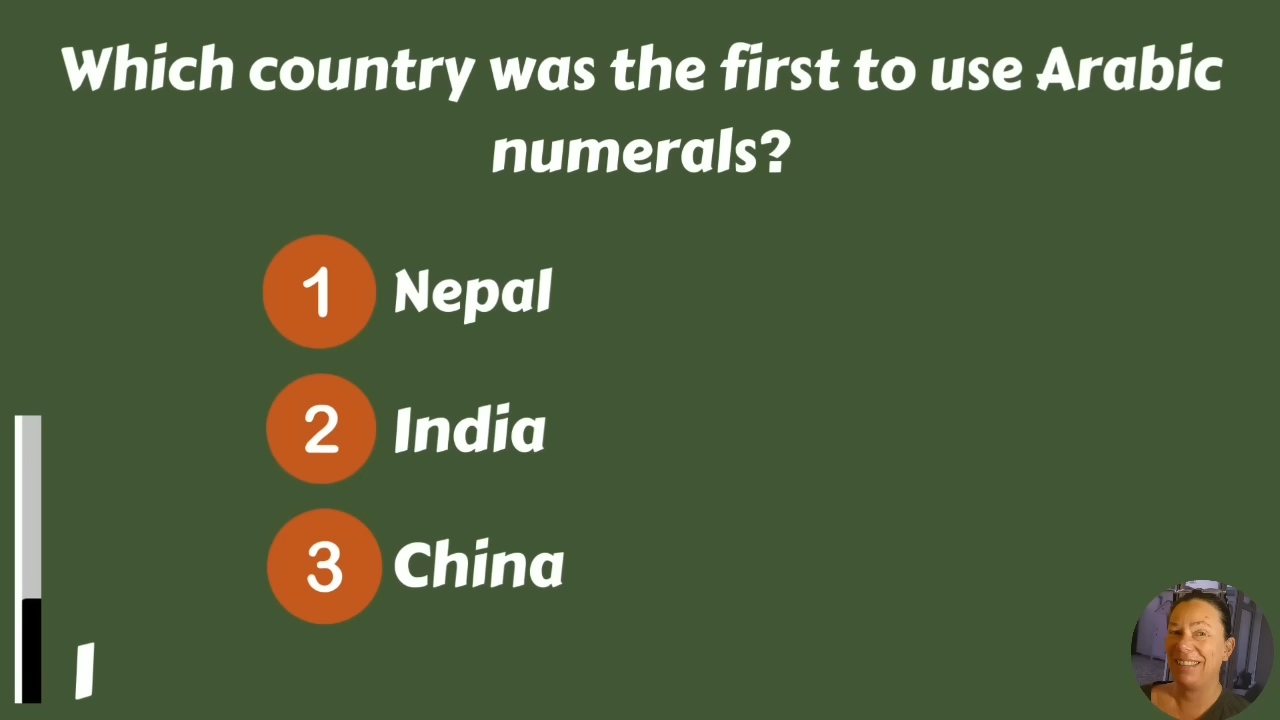 Which country was the first to use Arabic
numerals?
1 Nepal
2 India
3 China
1